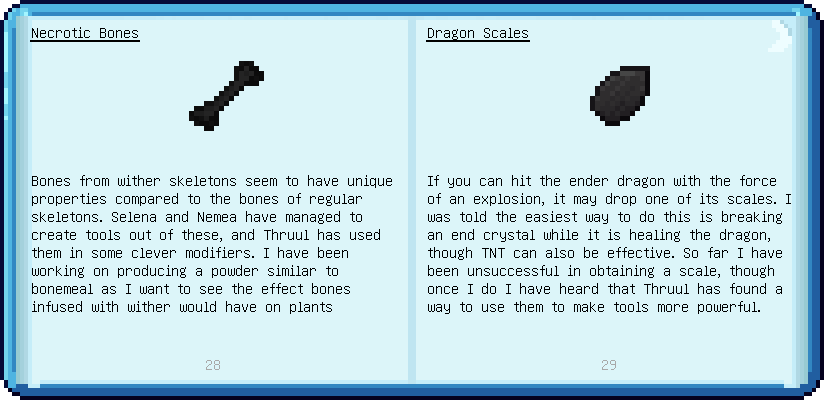 Necrotic Bones
Bones from wither skeletons seem to have unique
properties compared to the bones of regular
skeletons. Selena and Nemea have managed to
create tools out of these, and Thruul has used
them in some clever modifiers. I have been
working on producing a powder similar to
bonemeal as I want to see the effect bones
infused with wither would have on plants
28
Dragon Scales
If you can hit the ender dragon with the force
of an explosion, it may drop one of its scales. I
was told the easiest way to do this is breaking
an end crystal while it is healing the dragon,
though TNT can also be effective. So far I have
been unsuccessful in obtaining a scale, though
once I do I have heard that Thruul has found a
way to use them to make tools more powerful.
29